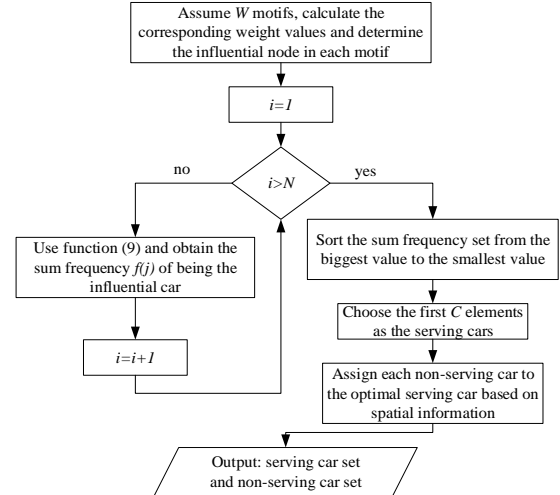 Assume W motifs, calculate the
corresponding weight values and determine
the influential node in each motif
i=1
i>N
no
yes
Use function (9) and obtain the
sum frequency f(j) of being the
influential car
i=i+1
Sort the sum frequency set from the
biggest value to the smallest value
Choose the first C elements
as the serving cars
Assign each non-serving car to
the optimal serving car based on
spatial information
Output: serving car set
and non-serving car set